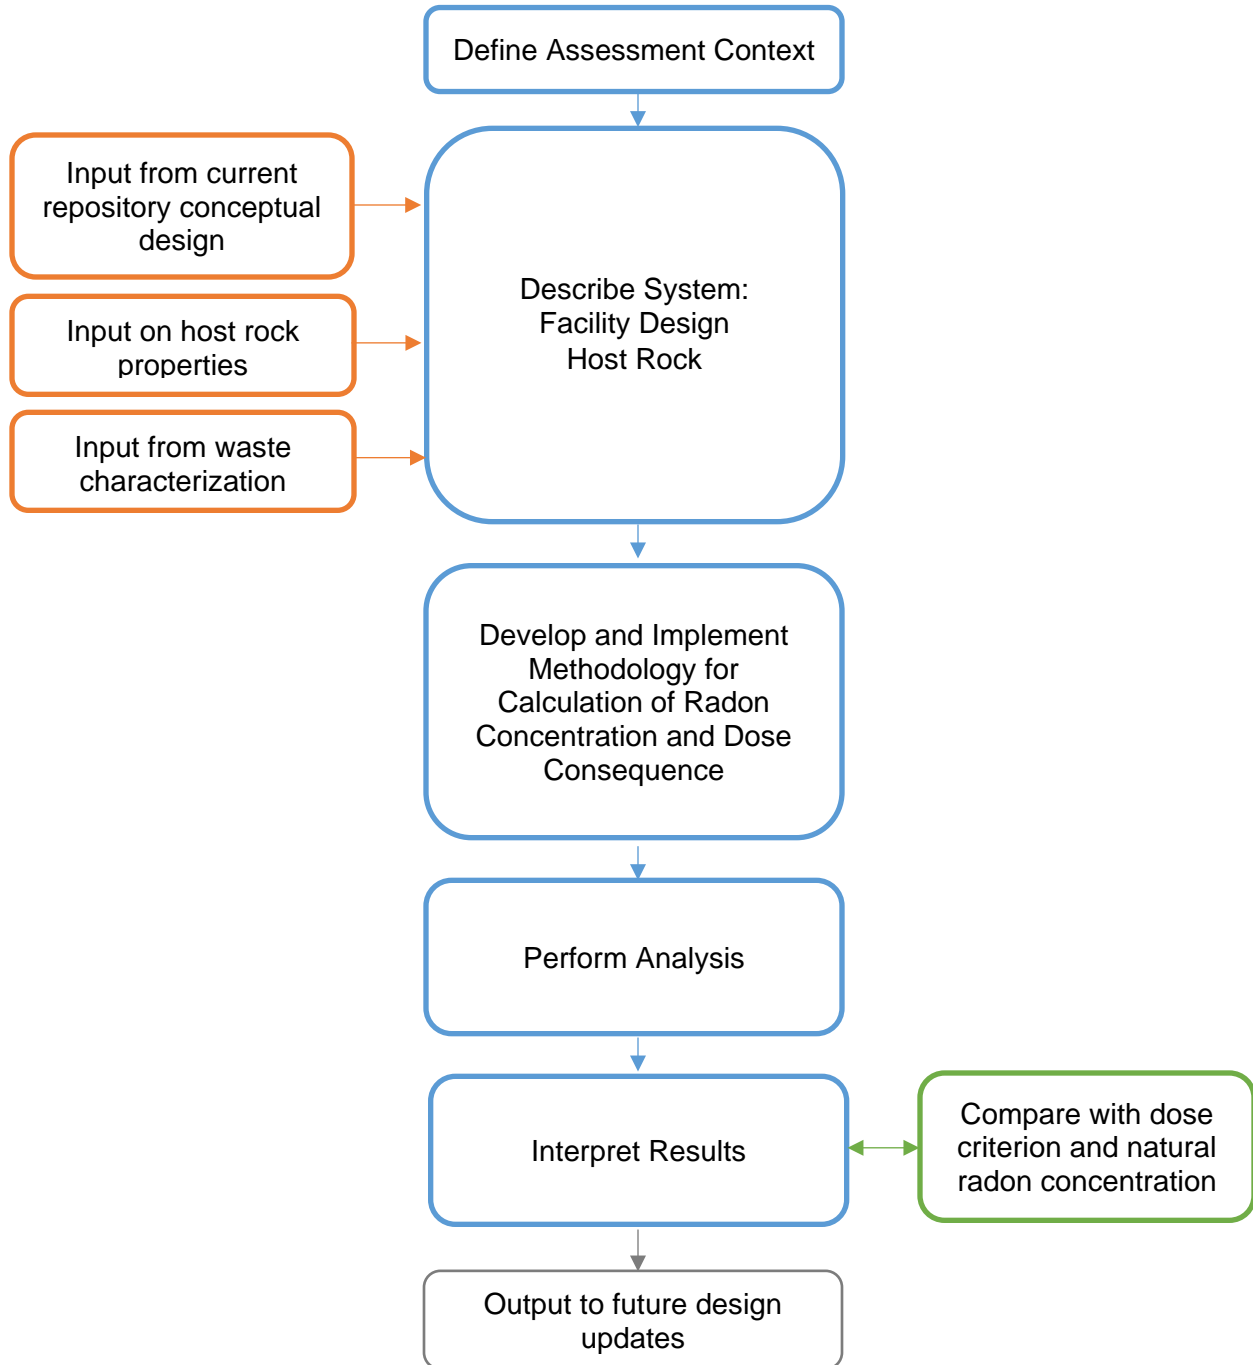 Define Assessment Context
Input from current
repository conceptual
design
Input on host rock
properties
Input from waste
characterization
Describe System:
Facility Design
Host Rock
Develop and Implement
Methodology for
Calculation of Radon
Concentration and Dose
Consequence
Perform Analysis
Interpret Results
Compare with dose
criterion and natural
radon concentration
Output to future design
updates